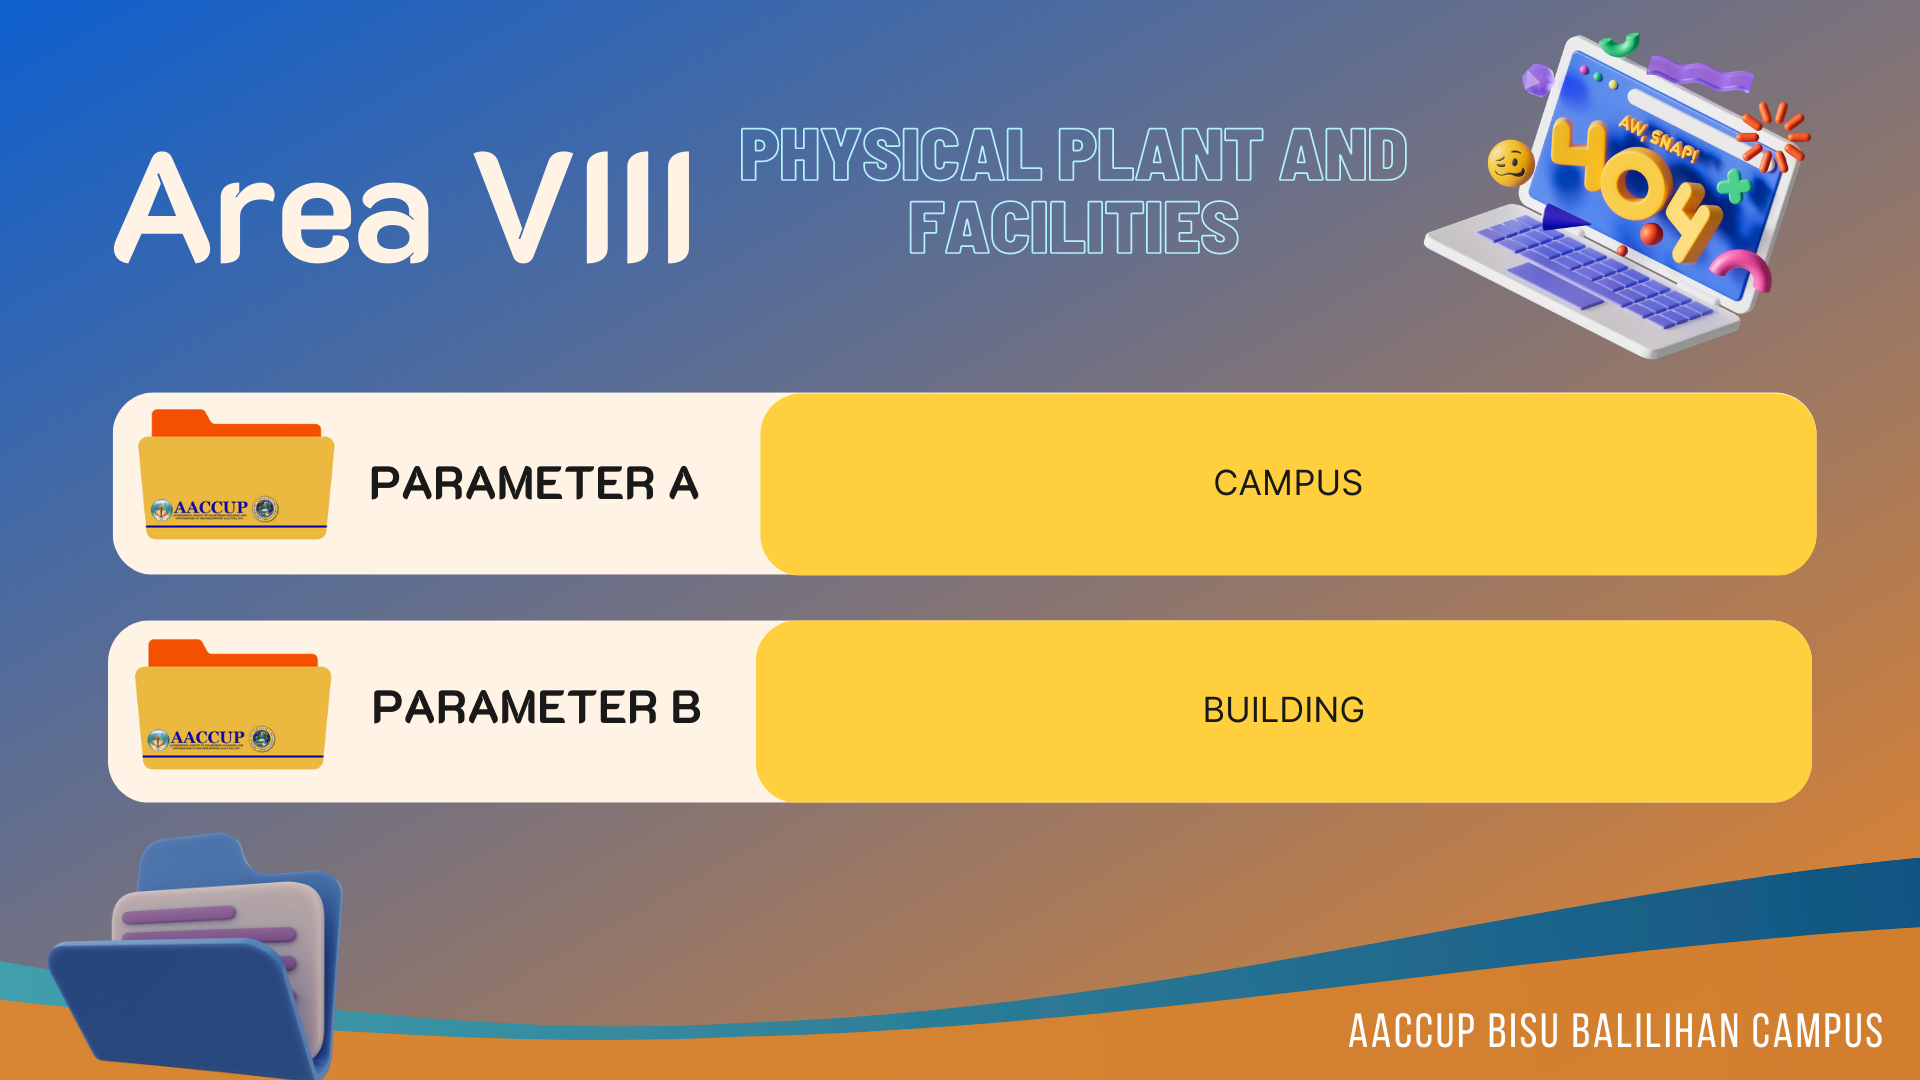 Area VIII
PHYSICAL PLANT AND
FACILITIES
AW, SNAP!
404
PARAMETER A
CAMPUS
AACCUP
PARAMETER B
BUILDING
AACCUP
AACCUP BISU BALILIHAN CAMPUS